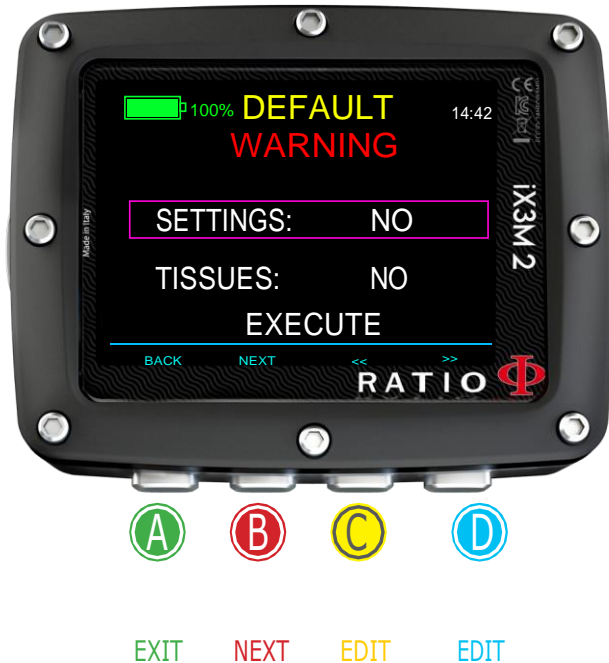 100% DEFAULT 14:42
WARNING
Made in Italy
SETTINGS: NO
iX3M 2
TISSUES: NO
EXECUTE
BACK NEXT << >>
RATIO
A B C D
EXIT NEXT EDIT EDIT